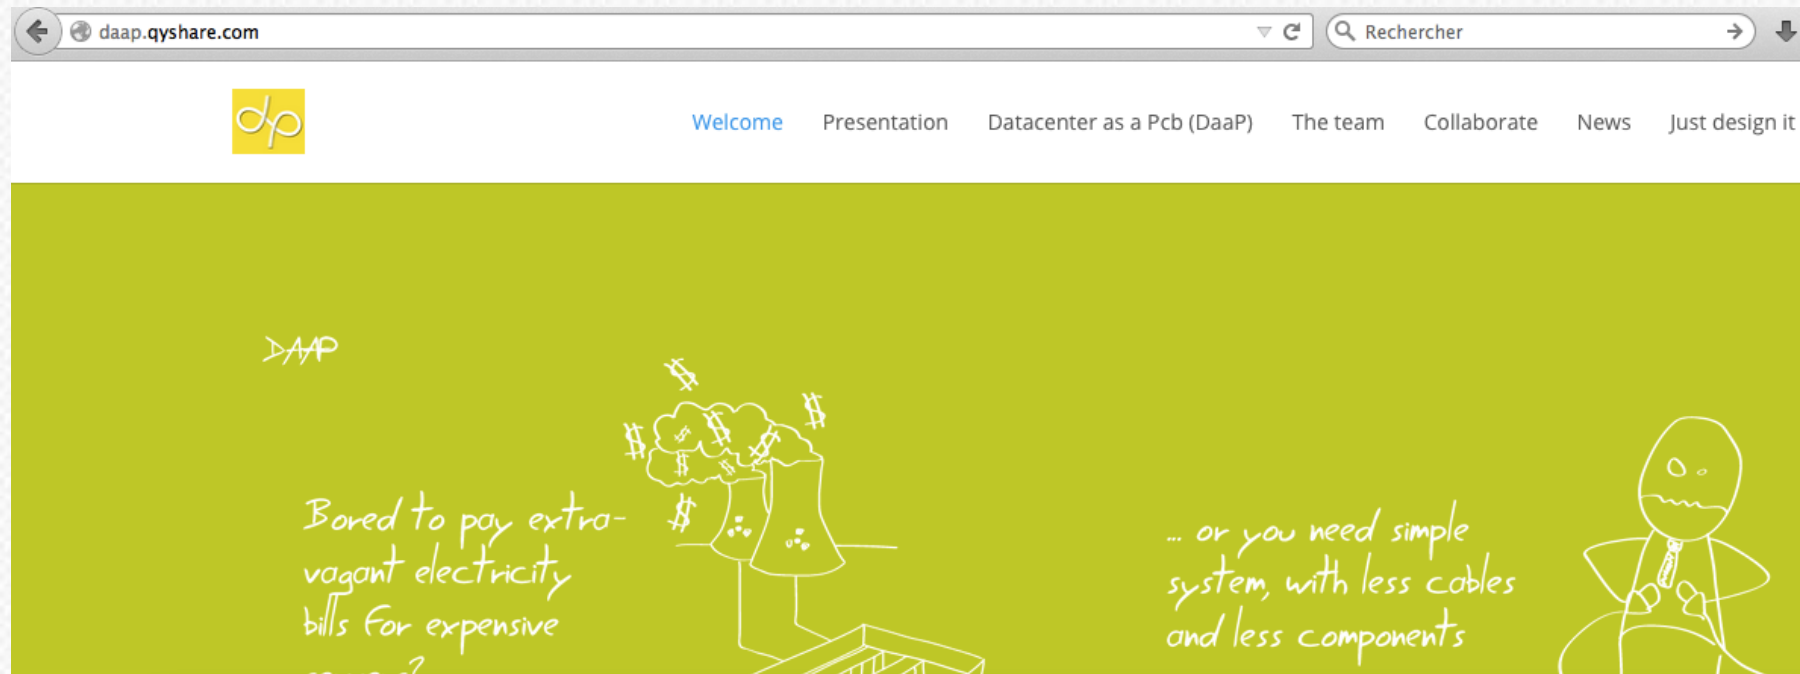 daap.qyshare.com
Rechercher
dp
Welcome Presentation Datacenter as a Pcb (DaaP) The team Collaborate News Just design it
DAAP
Bored to pay extra-
vagant electricity
bills for expensive
... or you need simple
system, with less cables
and less components